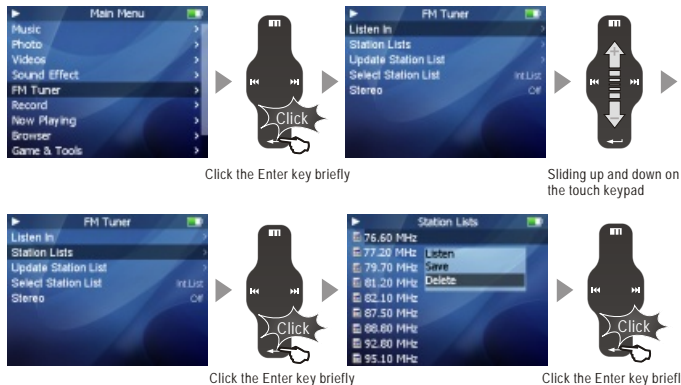 Main Menu
Music
Photo
Videos
Sound Effect
FM Tuner
Record
Now Playing
Browser
Game & Tools
m
Click
Click the Enter key briefly
FM Tuner
Listen In
Station Lists
Update Station List
Select Station List Int.List
Stereo Off
m
Sliding up and down on
the touch keypad
FM Tuner
Listen In
Station Lists
Update Station List
Select Station List Int.List
Stereo Off
m
Click
Click the Enter key briefly
Station Lists
76.60 MHz
77.20 MHz
79.70 MHz
81.20 MHz
82.10 MHz
87.50 MHz
88.80 MHz
92.80 MHz
95.10 MHz
Listen
Save
Delete
m
Click
Click the Enter key briefl